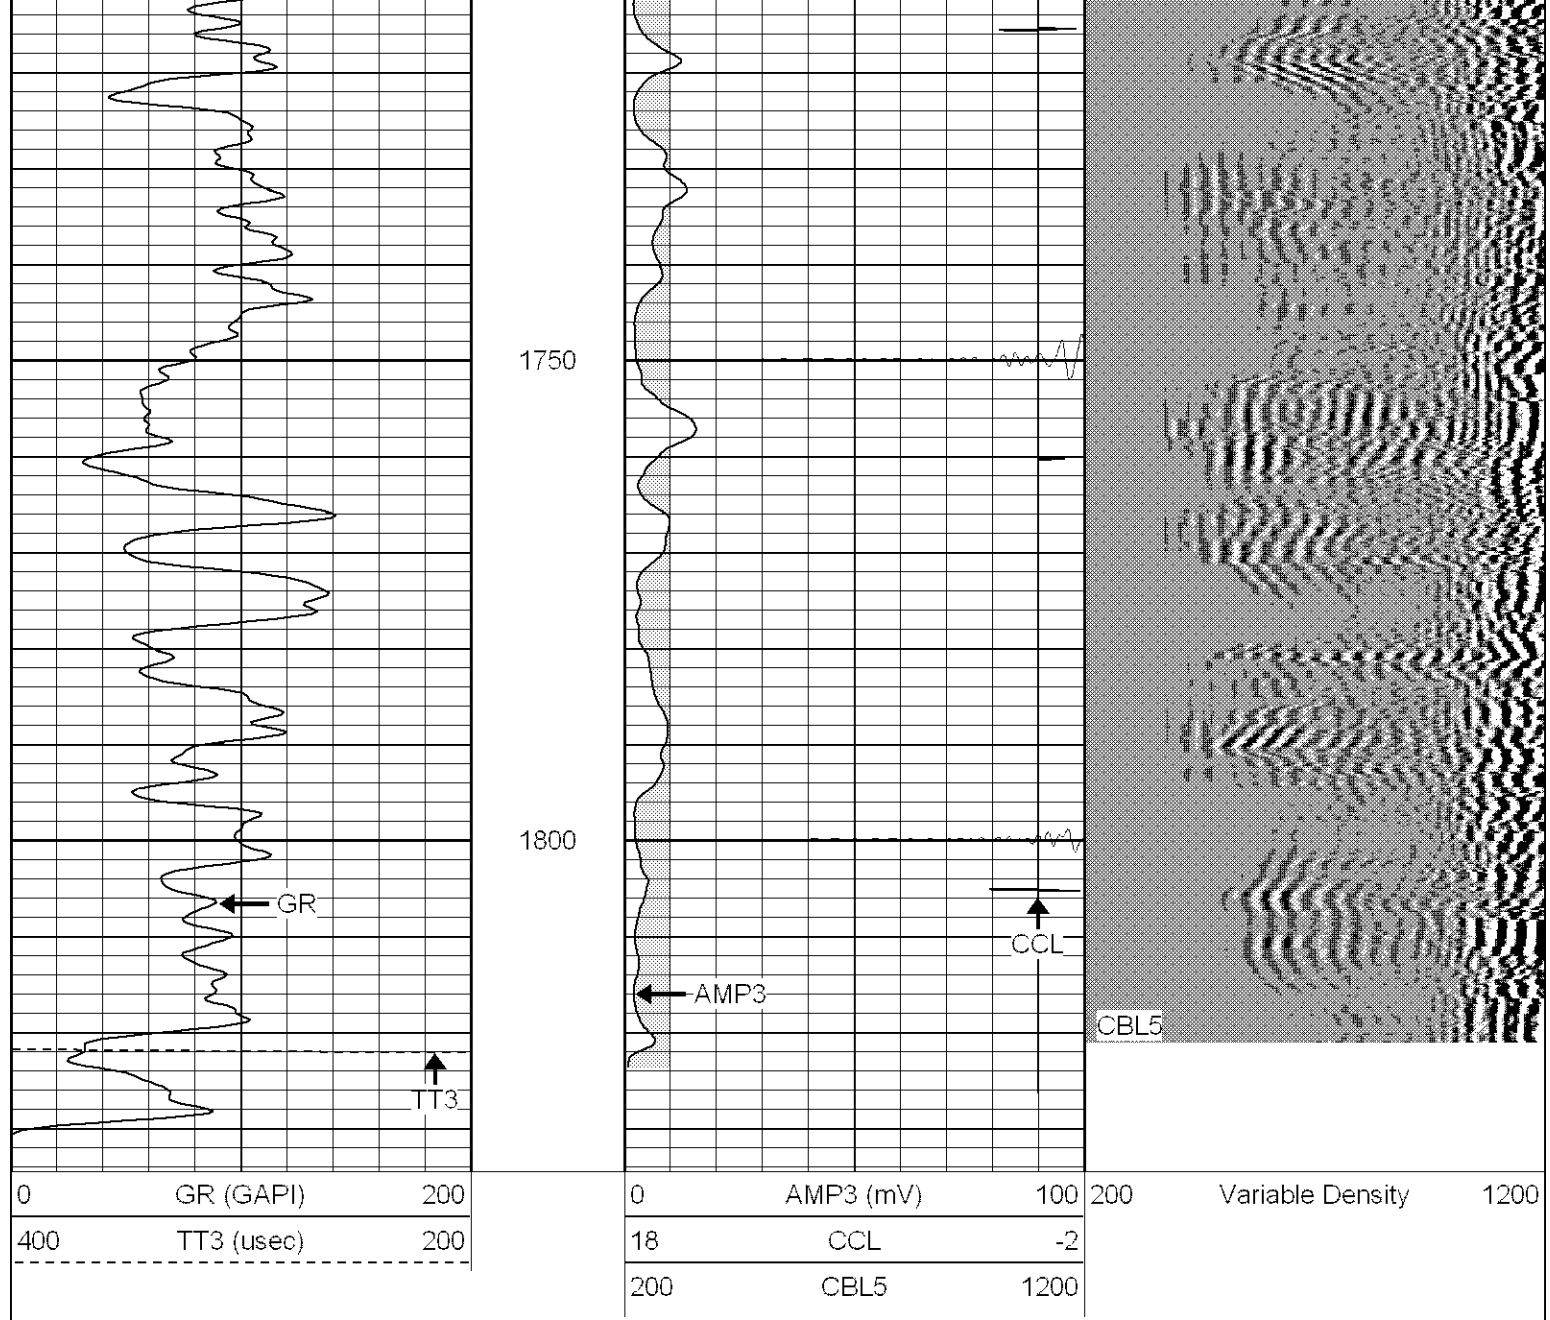 1750
1800
GR
CCL
AMP3
CBL5
TT3
0 GR (GAPI) 200
0 AMP3 (mV) 100
200 Variable Density 1200
400 TT3 (usec) 200
18 CCL -2
200 CBL5 1200